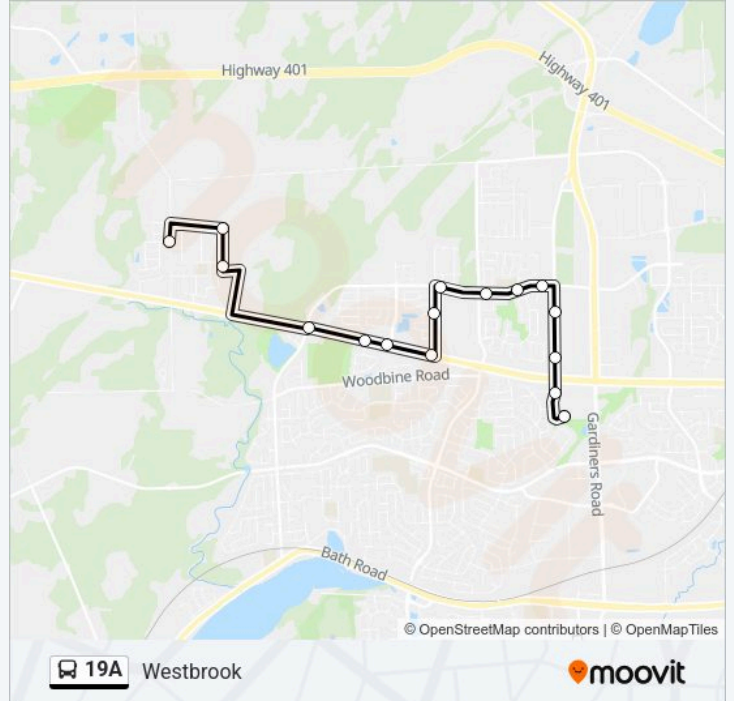 Highway 401
Highway 401
Woodbine Road
Gardiners Road
Bath Road
© OpenStreetMap contributors | © OpenMapTiles
19A Westbrook
moovit